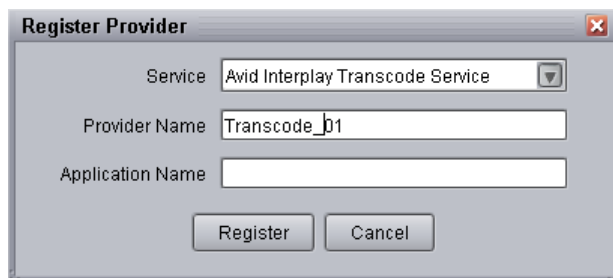 Register Provider
Service Avid Interplay Transcode Service
Provider Name Transcode_01
Application Name
Register Cancel